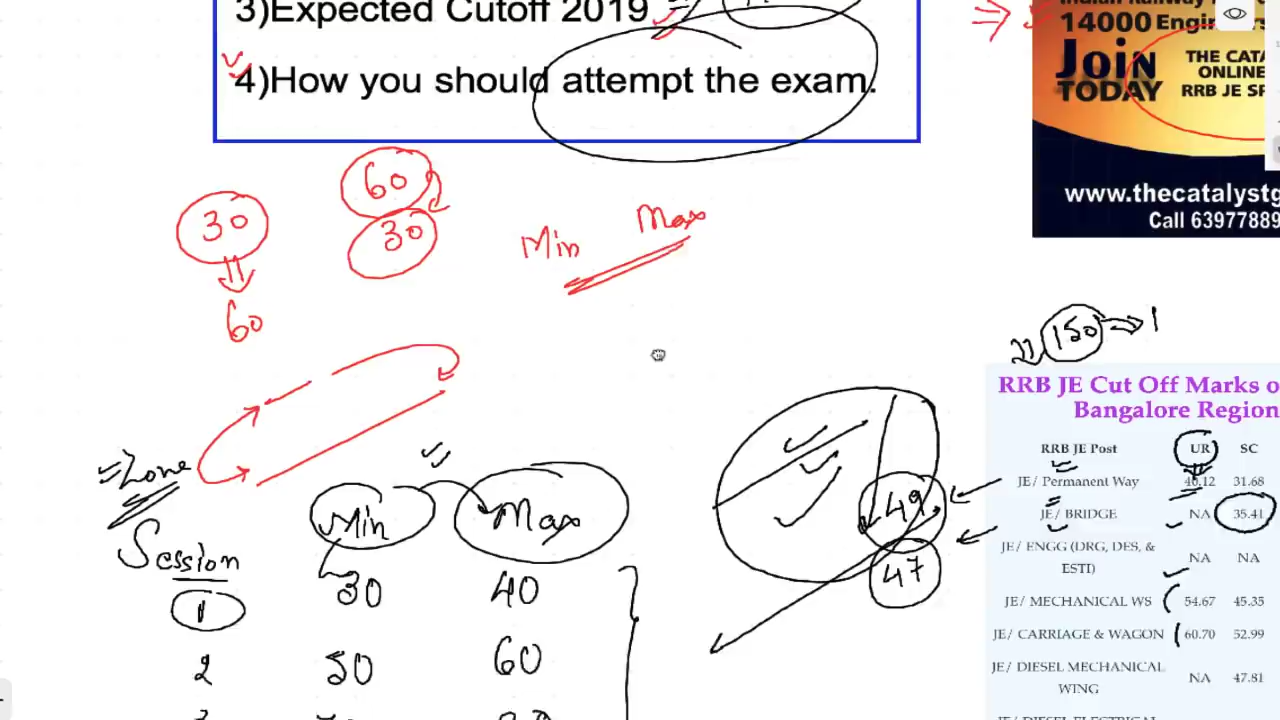 3)Expected Cutoff 2019
4)How you should attempt the exam.
14000
JOIN TODAY
THE CATA
ONLINE
RRB JE SP
www.thecatalystg
Call 63977889
60
30
30
60
Min Max
150 1
Zone
Session Min Max
1 30 40
2 50 60
49
47
RRB JE Cut Off Marks o
Bangalore Region
RRB JE Post UR SC
JE/ Permanent Way 40.12 31.68
JE/ BRIDGE NA 35.41
JE/ ENGG (DRG, DES, & ESTI) NA NA
JE/ MECHANICAL WS 54.67 45.35
JE/ CARRIAGE & WAGON 60.70 52.99
JE/ DIESEL MECHANICAL WING NA 47.81